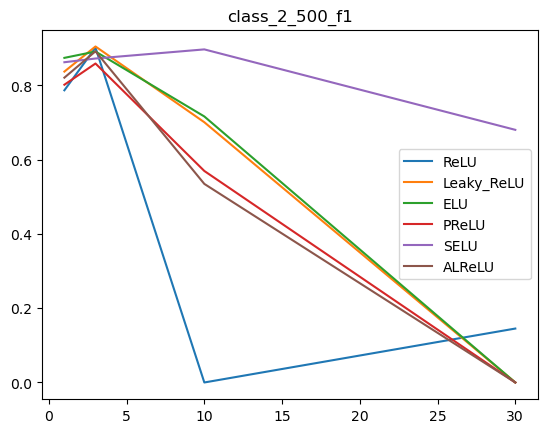 class_2_500_f1
0.8
0.6
0.4
0.2
0.0
ReLU
Leaky_ReLU
ELU
PReLU
SELU
ALReLU
0 5 10 15 20 25 30